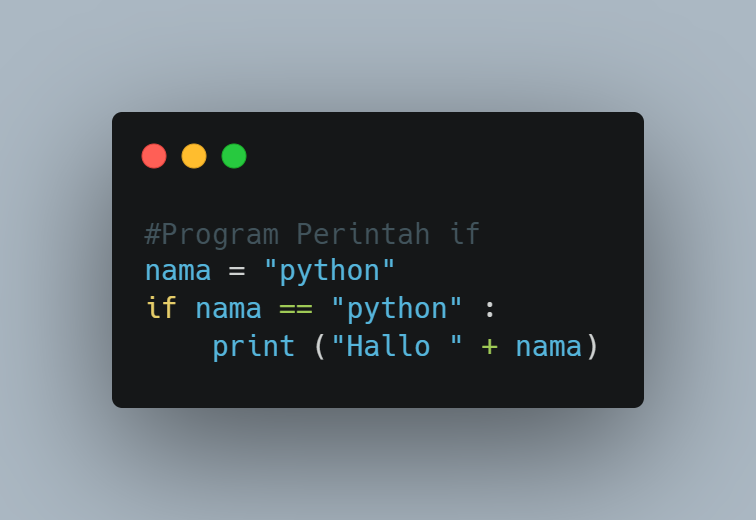 #Program Perintah if
nama = "python"
if nama == "python" :
    print ("Hallo " + nama)